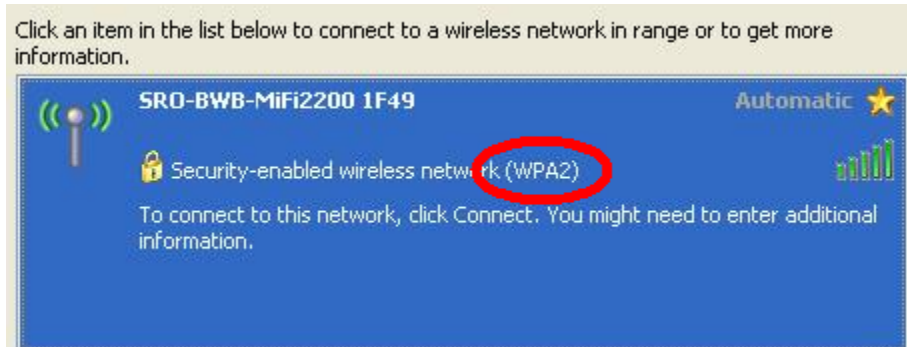 Click an item in the list below to connect to a wireless network in range or to get more
information.
SRO-BWB-MiFi2200 1F49
Automatic
Security-enabled wireless network (WPA2)
To connect to this network, click Connect. You might need to enter additional
information.